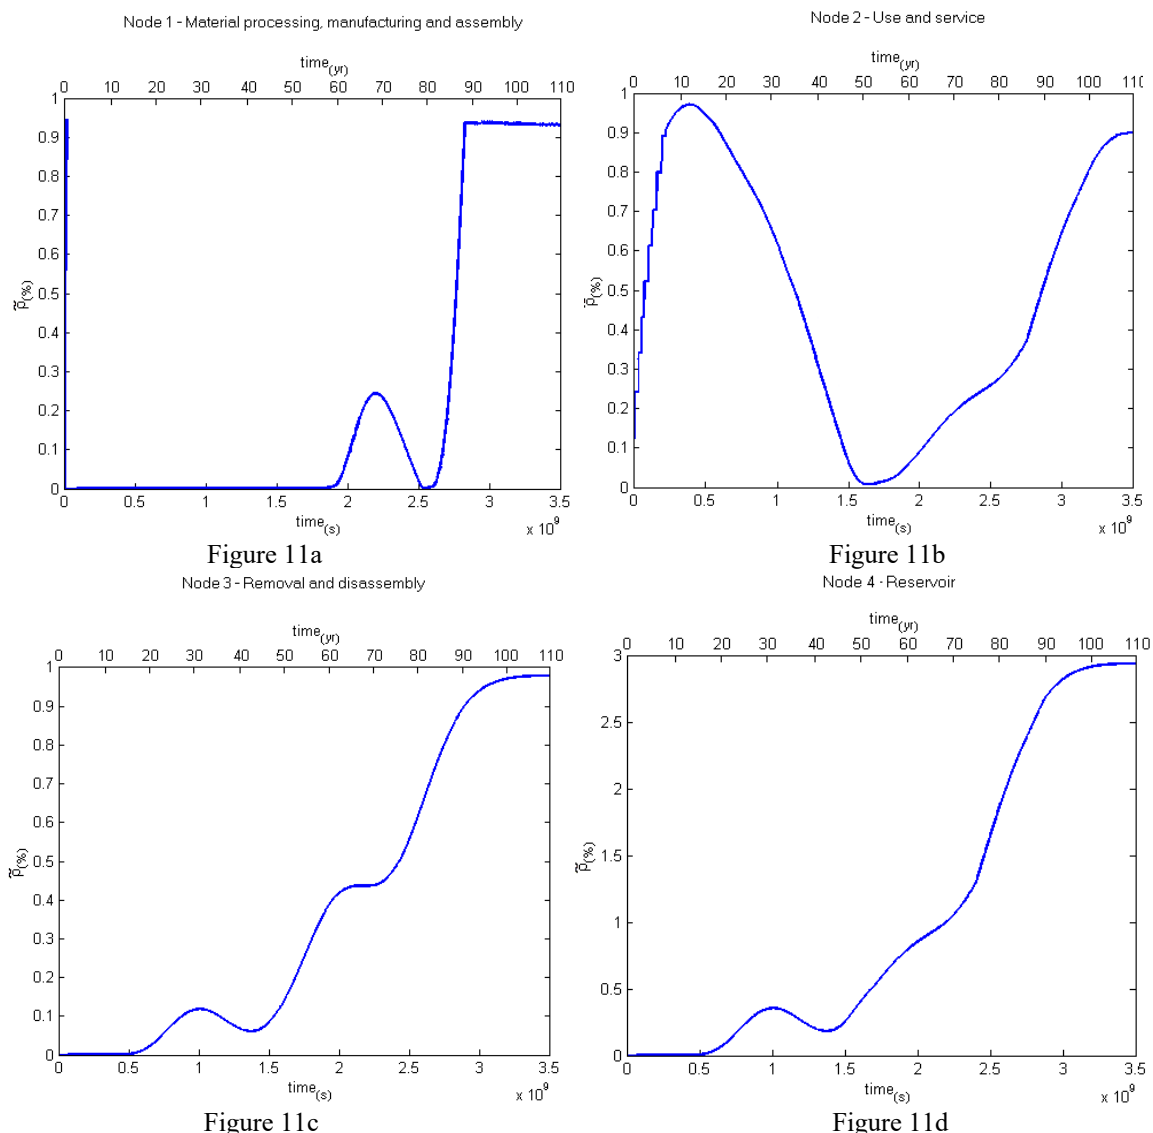 Node 1 - Material processing, manufacturing and assembly
time(yr)
0 10 20 30 40 50 60 70 80 90 100 110
1
0.9
0.8
0.7
0.6
0.5
0.4
0.3
0.2
0.1
0
ρ̃(%)
0 0.5 1 1.5 2 2.5 3 3.5
time(s)
x 10^9
Figure 11a
Node 2 - Use and service
time(yr)
0 10 20 30 40 50 60 70 80 90 100 110
1
0.9
0.8
0.7
0.6
0.5
0.4
0.3
0.2
0.1
0
ρ̃(%)
0 0.5 1 1.5 2 2.5 3 3.5
time(s)
x 10^9
Figure 11b
Node 3 - Removal and disassembly
time(yr)
0 10 20 30 40 50 60 70 80 90 100 110
1
0.9
0.8
0.7
0.6
0.5
0.4
0.3
0.2
0.1
0
ρ̃(%)
0 0.5 1 1.5 2 2.5 3 3.5
time(s)
x 10^9
Figure 11c
Node 4 - Reservoir
time(yr)
0 10 20 30 40 50 60 70 80 90 100 110
3
2.5
2
1.5
1
0.5
0
ρ̃(%)
0 0.5 1 1.5 2 2.5 3 3.5
time(s)
x 10^9
Figure 11d